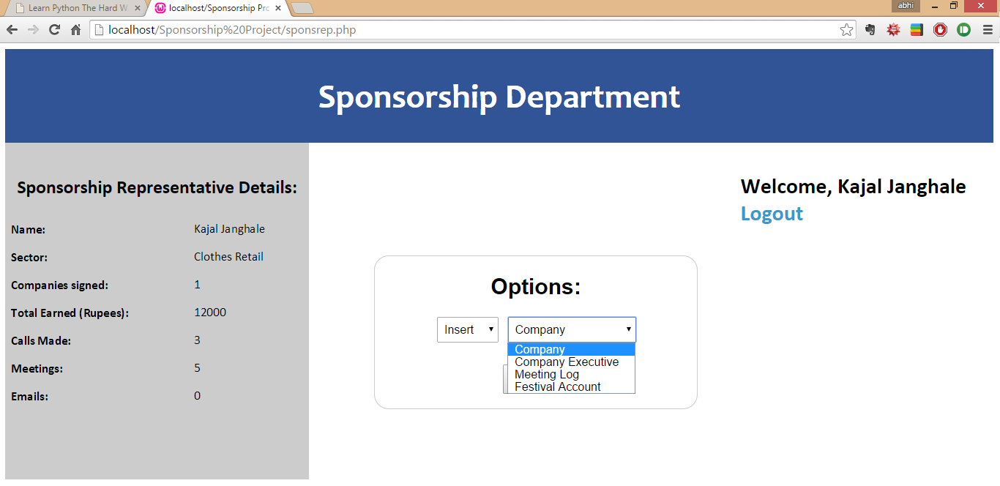 Learn Python The Hard W
localhost/Sponsorship Prc
abhi
localhost/Sponsorship%20Project/sponsrep.php
Sponsorship Department
Sponsorship Representative Details:
Name: Kajal Janghale
Sector: Clothes Retail
Companies signed: 1
Total Earned (Rupees): 12000
Calls Made: 3
Meetings: 5
Emails: 0
Welcome, Kajal Janghale
Logout
Options:
Insert Company
Company
Company Executive
Meeting Log
Festival Account